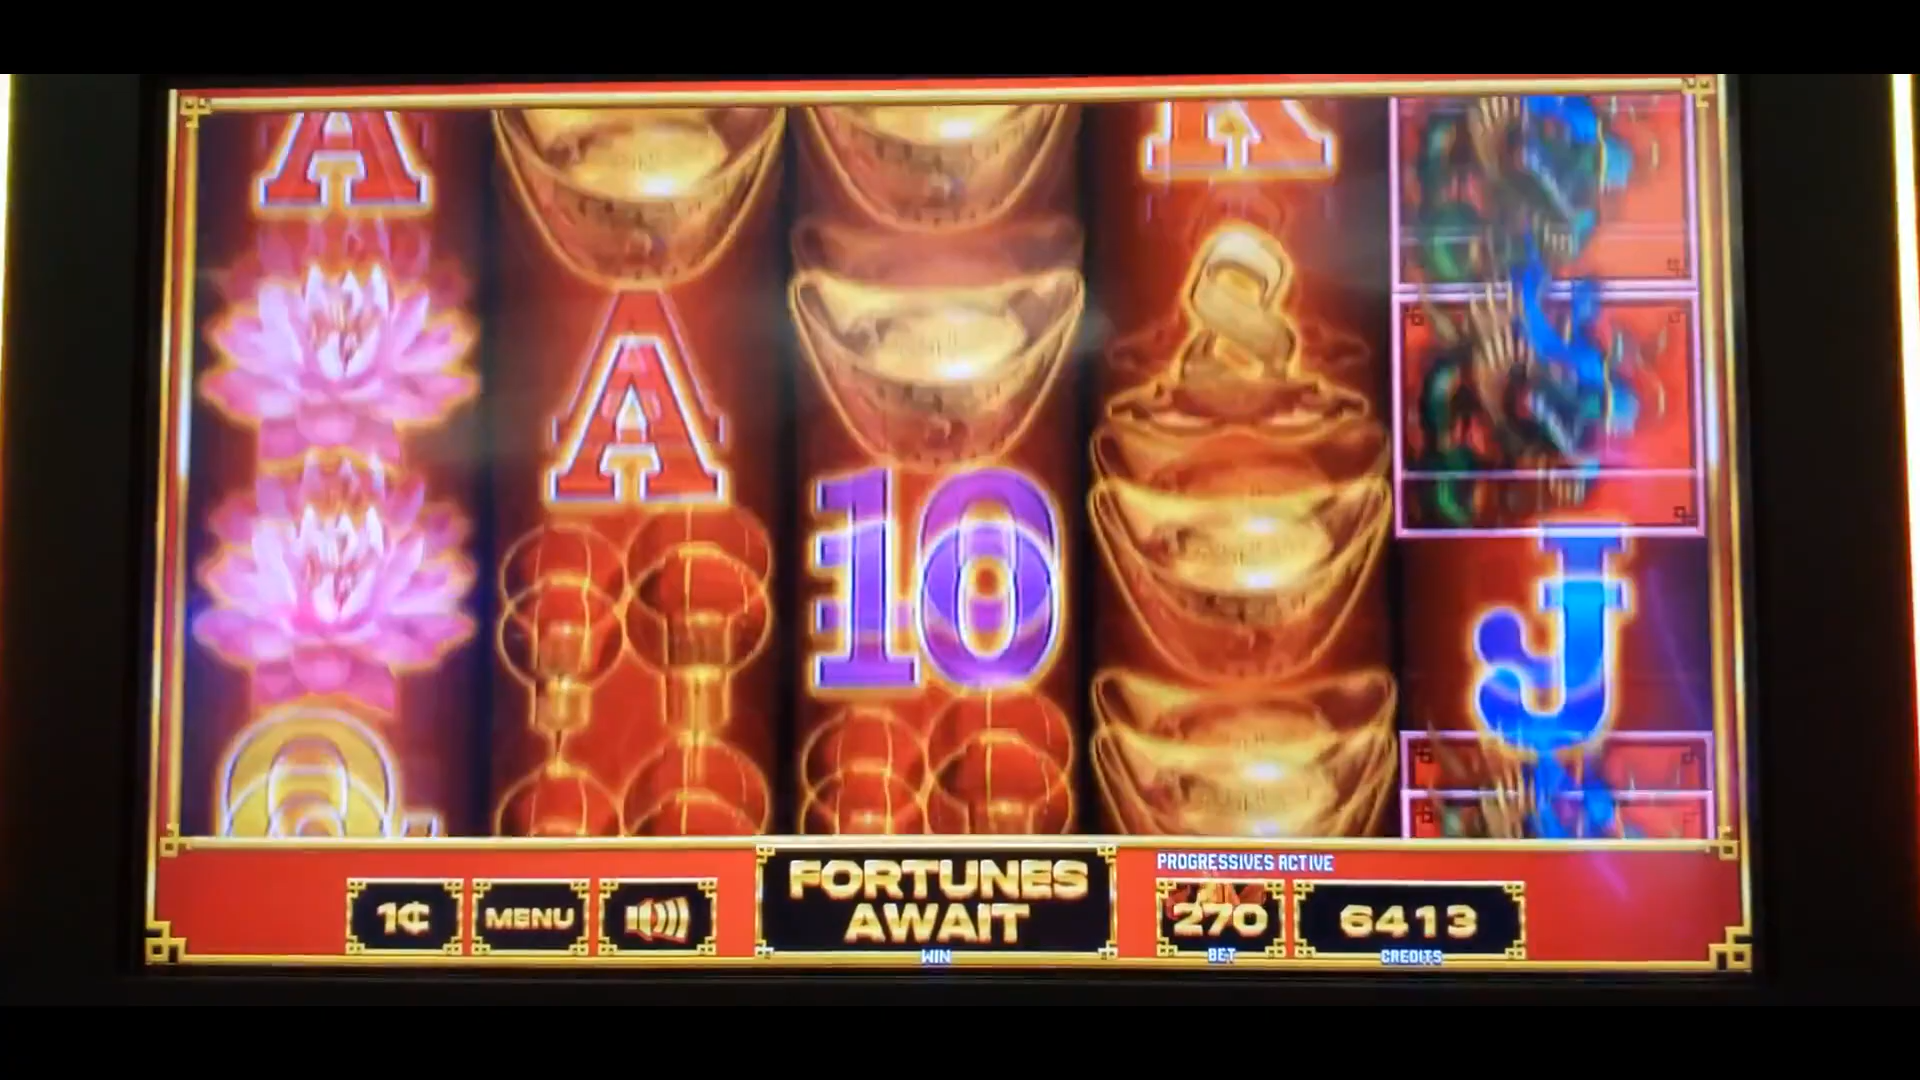 A
K
A
10
J
Q
PROGRESSIVES ACTIVE
1¢
MENU
FORTUNES
AWAIT
WIN
270
BET
6413
CREDITS